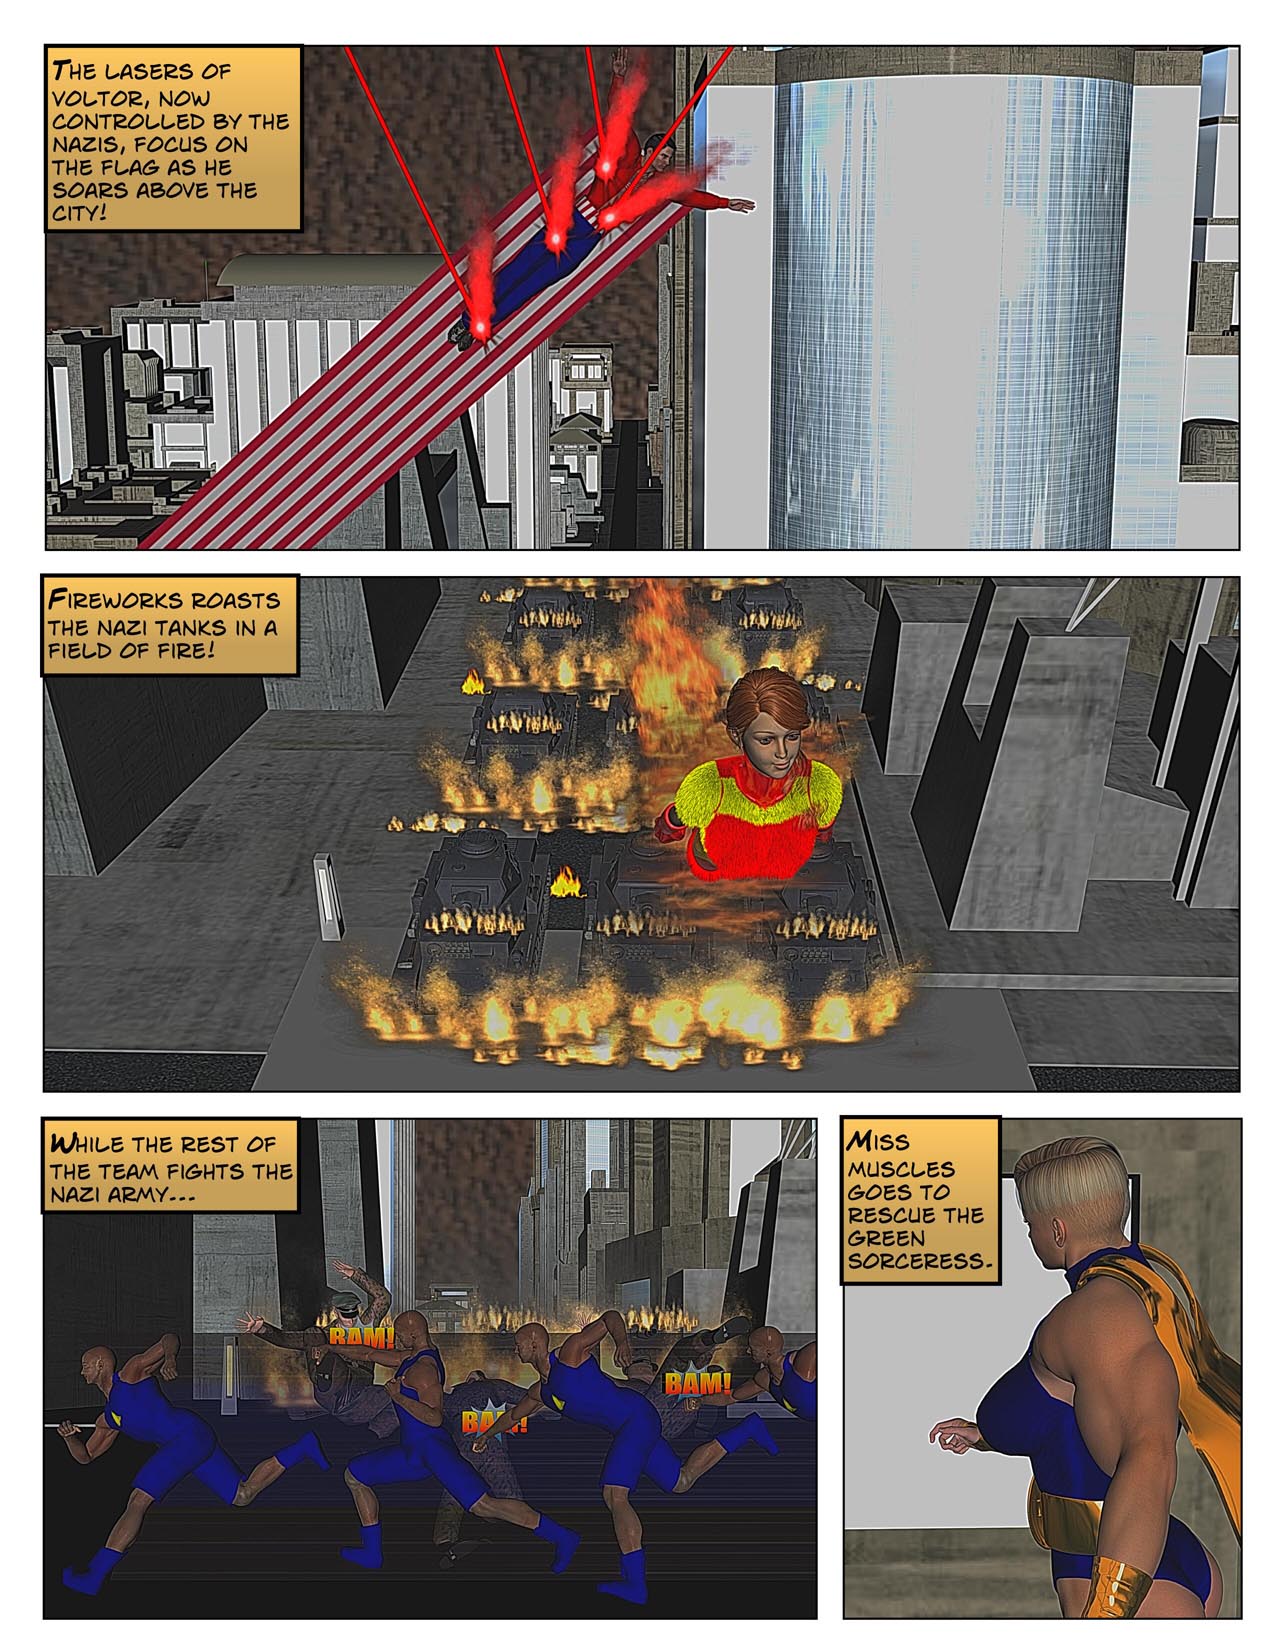 THE LASERS OF
VOLTOR, NOW
CONTROLLED BY THE
NAZIS, FOCUS ON
THE FLAG AS HE
SOARS ABOVE THE
CITY!
FIREWORKS ROASTS
THE NAZI TANKS IN A
FIELD OF FIRE!
WHILE THE REST OF
THE TEAM FIGHTS THE
NAZI ARMY...
BAM!
BAM!
BAM!
MISS
MUSCLES
GOES TO
RESCUE THE
GREEN
SORCERESS.